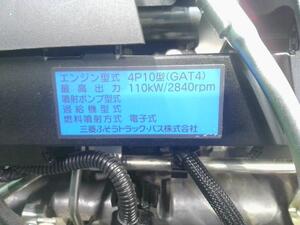 エンジン型式 4P10型(GAT4)
最高出力 110kW/2840rpm
噴射ポンプ型式
過給機型式
燃料噴射方式 電子式
三菱ふそうトラック・バス株式会社